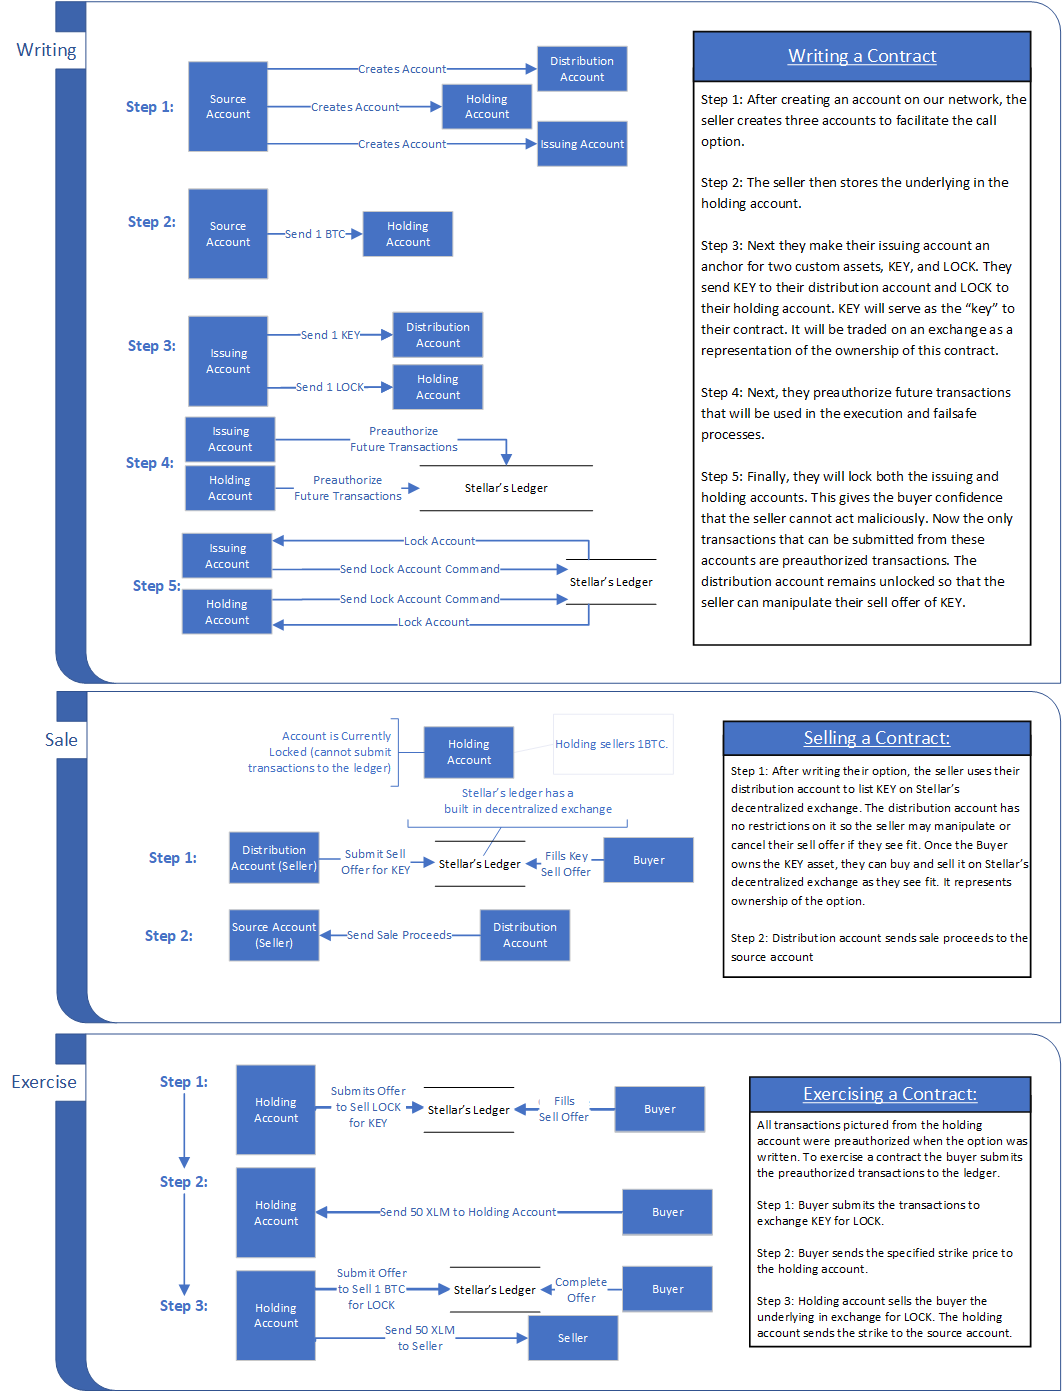 Writing
Step 1:
Source
Account
Creates Account
Distribution
Account
Creates Account
Holding
Account
Creates Account
Issuing Account
Step 2:
Source
Account
Send 1 BTC
Holding
Account
Step 3:
Issuing
Account
Send 1 KEY
Distribution
Account
Send 1 LOCK
Holding
Account
Step 4:
Issuing
Account
Preauthorize
Future Transactions
Holding
Account
Preauthorize
Future Transactions
Stellar's Ledger
Step 5:
Issuing
Account
Lock Account
Send Lock Account Command
Stellar's Ledger
Holding
Account
Send Lock Account Command
Lock Account
Writing a Contract
Step 1: After creating an account on our network, the
seller creates three accounts to facilitate the call
option.
Step 2: The seller then stores the underlying in the
holding account.
Step 3: Next they make their issuing account an
anchor for two custom assets, KEY, and LOCK. They
send KEY to their distribution account and LOCK to
their holding account. KEY will serve as the “key” to
their contract. It will be traded on an exchange as a
representation of the ownership of this contract.
Step 4: Next, they preauthorize future transactions
that will be used in the execution and failsafe
processes.
Step 5: Finally, they will lock both the issuing and
holding accounts. This gives the buyer confidence
that the seller cannot act maliciously. Now the only
transactions that can be submitted from these
accounts are preauthorized transactions. The
distribution account remains unlocked so that the
seller can manipulate their sell offer of KEY.
Sale
Account is Currently
Locked (cannot submit
transactions to the ledger)
Holding
Account
Holding sellers 1BTC.
Stellar's ledger has a
built in decentralized exchange
Step 1:
Distribution
Account (Seller)
Submit Sell
Offer for KEY
Stellar's Ledger
Fills Key
Sell Offer
Buyer
Step 2:
Source Account
(Seller)
Send Sale Proceeds
Distribution
Account
Selling a Contract:
Step 1: After writing their option, the seller uses their
distribution account to list KEY on Stellar's
decentralized exchange. The distribution account has
no restrictions on it so the seller may manipulate or
cancel their sell offer if they see fit. Once the Buyer
owns the KEY asset, they can buy and sell it on Stellar's
decentralized exchange as they see fit. It represents
ownership of the option.
Step 2: Distribution account sends sale proceeds to the
source account
Exercise
Step 1:
Holding
Account
Submits Offer
to Sell LOCK
for KEY
Stellar's Ledger
Fills
Sell Offer
Buyer
Step 2:
Holding
Account
Send 50 XLM to Holding Account
Buyer
Step 3:
Holding
Account
Submit Offer
to Sell 1 BTC
for LOCK
Stellar's Ledger
Complete
Offer
Buyer
Send 50 XLM
to Seller
Seller
Exercising a Contract:
All transactions pictured from the holding
account were preauthorized when the option was
written. To exercise a contract the buyer submits
the preauthorized transactions to the ledger.
Step 1: Buyer submits the transactions to
exchange KEY for LOCK.
Step 2: Buyer sends the specified strike price to
the holding account.
Step 3: Holding account sells the buyer the
underlying in exchange for LOCK. The holding
account sends the strike to the source account.